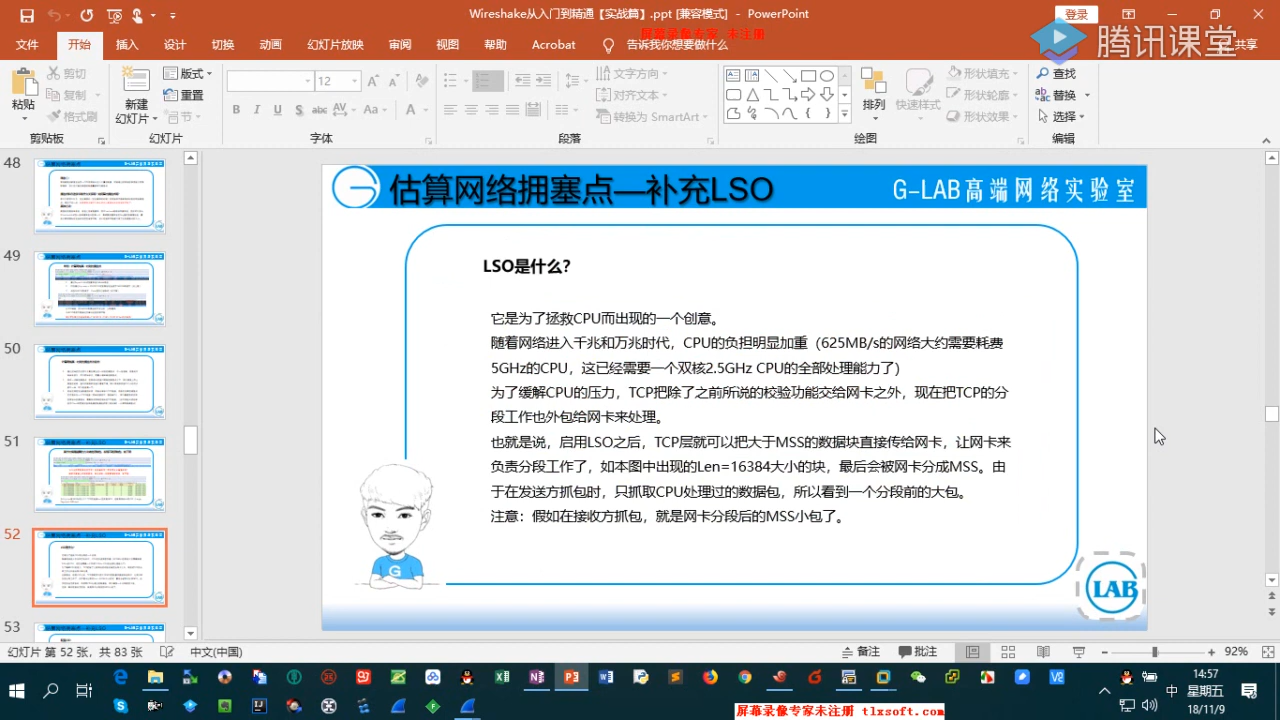 Wireshake从入门到精通【实战篇】.ppt [兼容模式] - PowerPoint
登录
屏幕录像专家 未注册
腾讯课堂
文件 开始 插入 设计 切换 动画 幻灯片放映 审阅 视图 帮助 Acrobat 告诉我你想要做什么 共享
粘贴
剪切
复制
格式刷
剪贴板
新建
幻灯片
版式
重置
节
幻灯片
12
B I U S abc AV Aa A
字体
文字方向
对齐文本
转换为 SmartArt
段落
排列
快速样式
形状填充
形状轮廓
形状效果
绘图
查找
替换
选择
编辑
48
49
50
51
52
53
估算网络拥塞点—补充LSO
G-LAB高端网络实验室
LSO是什么?
它是为了拯救CPU而出现的一个创意。
随着网络进入千兆和万兆时代，CPU的负担明显加重（625MB/s的网络大约需要耗费
5GHz的CPU，这已经需要一个双核2.5GHz CPU的全部处理能力了）
为了缓解CPU的压力，TCP把除了之前所说的校验功能交给网卡之外，现在把TCP的分
段工作也外包给网卡来处理。
也就是说，启用LSO之后，TCP层就可以把大于MSS的数据块直接传给网卡，让网卡来
负责分段工作了，如本图中出现的Len=16384大小的块，最后会被网卡分成MSS。由
于在发送方抓包时，只抓取CPU处理过的数据包，所以看到一个分段前的大包。
注意：假如在接收方抓包，就是网卡分段后的MSS小包了。
G
LAB
幻灯片 第 52 张，共 83 张
中文(中国)
备注
批注
92%
中
14:57
星期五
18/11/9
屏幕录像专家未注册 tlxsoft.com